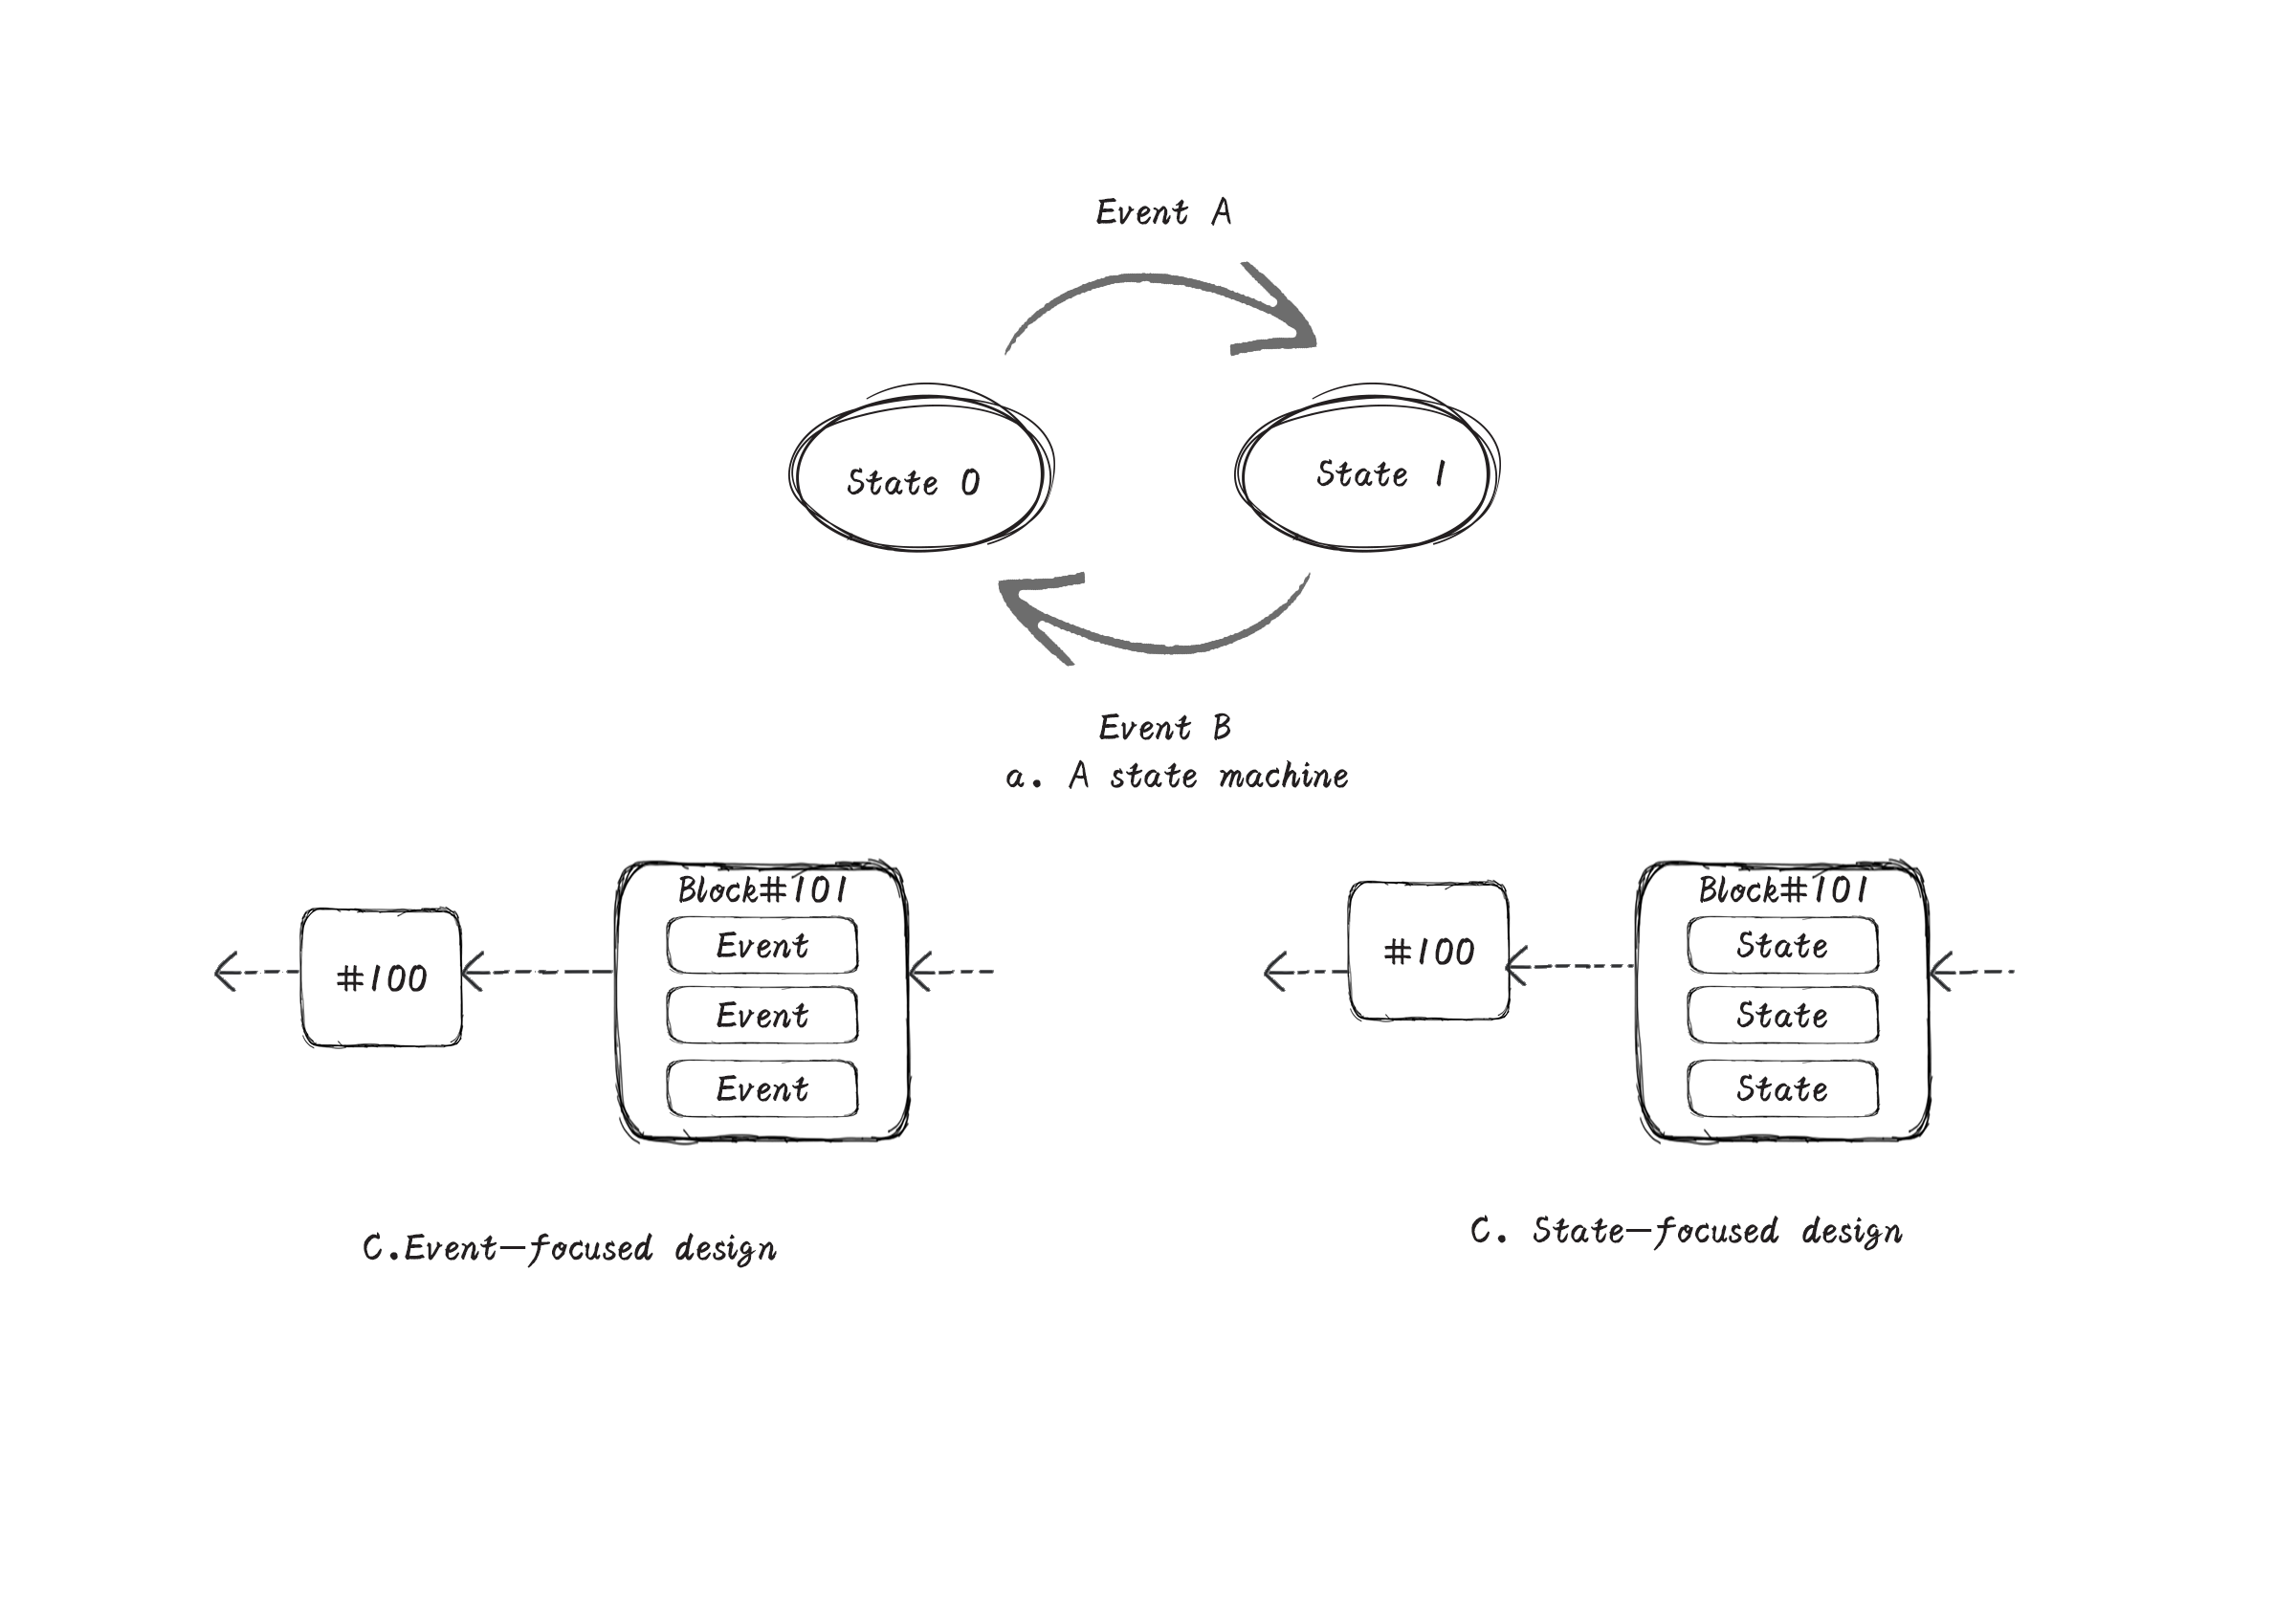 Event A
State 0
State 1
Event B
a. A state machine
Block#101
Event
#100
Event
Event
C.Event—focused design
Block#101
State
#100
State
State
C. State—focused design